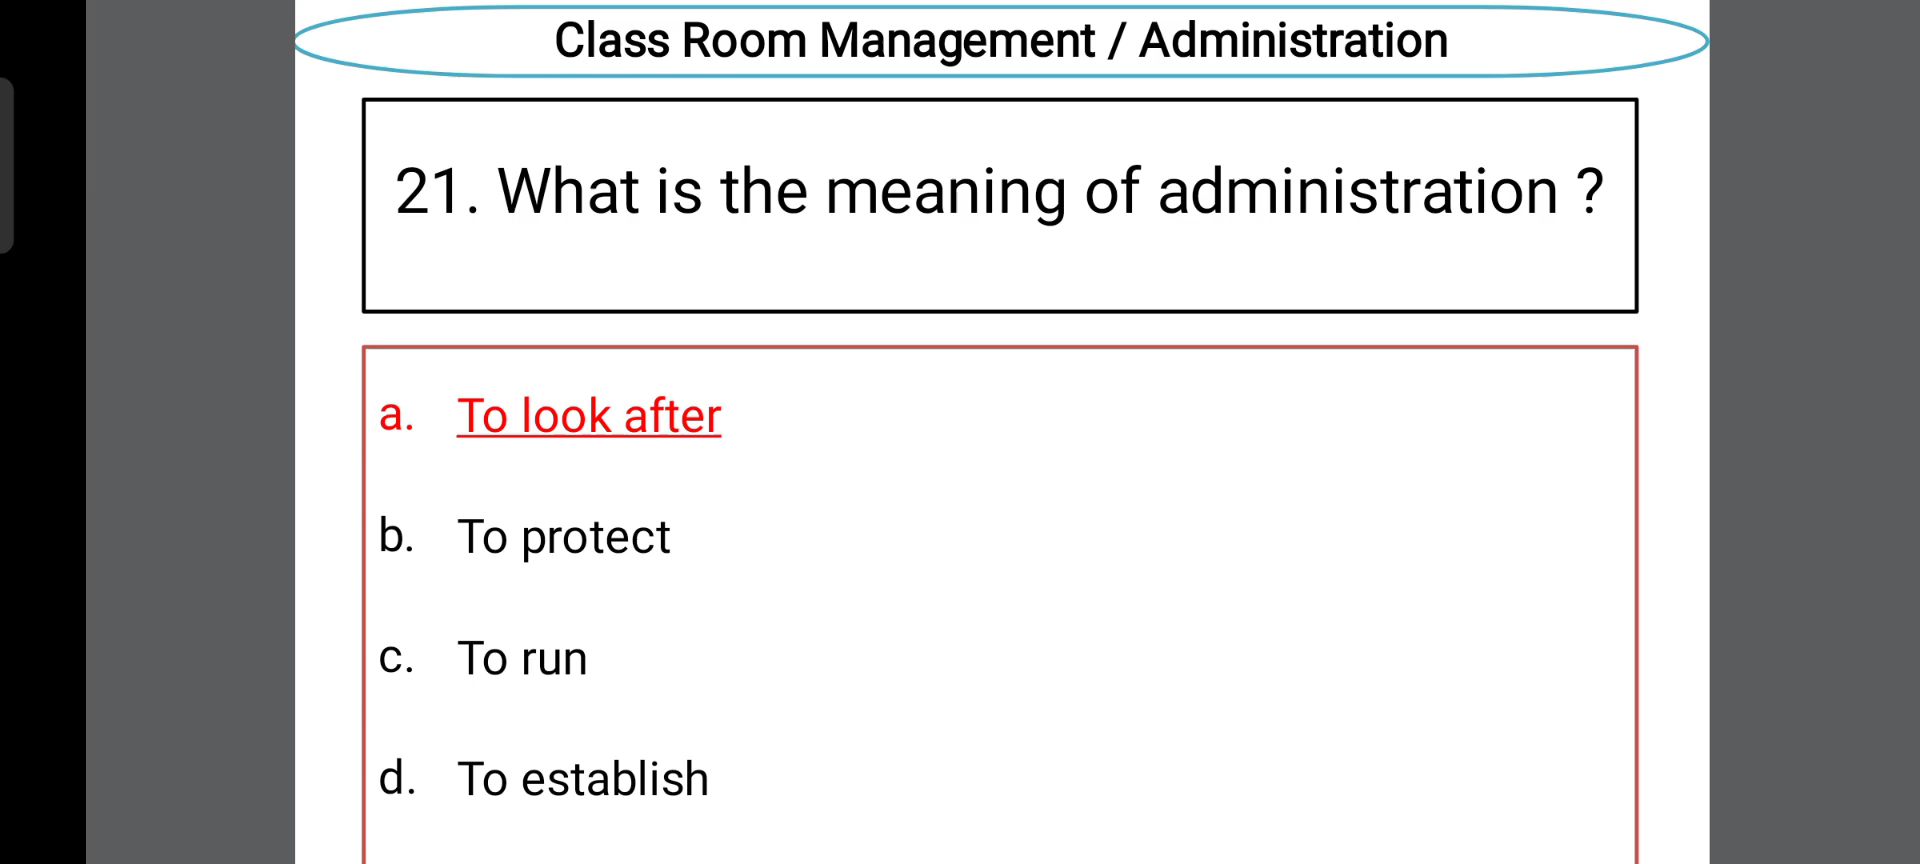 Class Room Management / Administration
21. What is the meaning of administration ?
a. To look after
b. To protect
c. To run
d. To establish